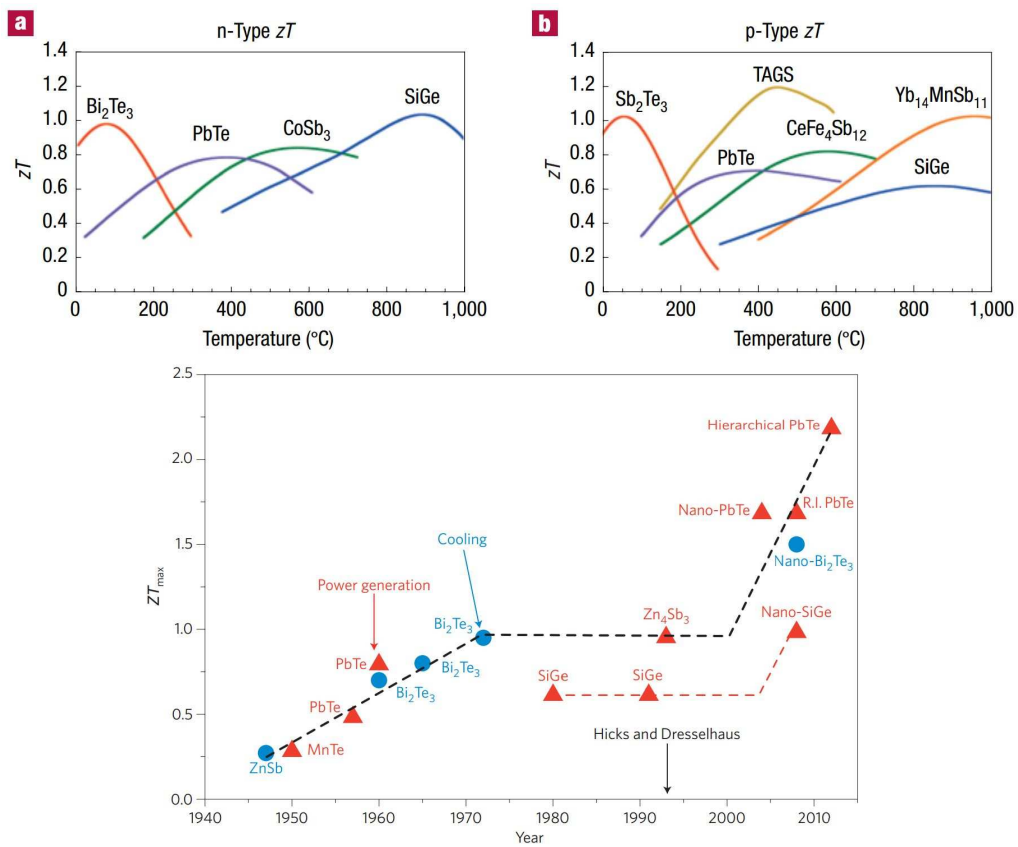 a
n-Type zT
zT
1.4
1.2
1.0
0.8
0.6
0.4
0.2
0
Bi₂Te₃
PbTe
CoSb₃
SiGe
0 200 400 600 800 1,000
Temperature (°C)
b
p-Type zT
zT
1.4
1.2
1.0
0.8
0.6
0.4
0.2
0
Sb₂Te₃
TAGS
PbTe
CeFe₄Sb₁₂
Yb₁₄MnSb₁₁
SiGe
0 200 400 600 800 1,000
Temperature (°C)
ZTmax
2.5
2.0
1.5
1.0
0.5
0.0
Hierarchical PbTe
Nano-PbTe
R.I. PbTe
Nano-Bi₂Te₃
Cooling
Power generation
Bi₂Te₃
Zn₄Sb₃
Nano-SiGe
PbTe
Bi₂Te₃
Bi₂Te₃
SiGe
SiGe
PbTe
MnTe
ZnSb
Hicks and Dresselhaus
1940 1950 1960 1970 1980 1990 2000 2010
Year